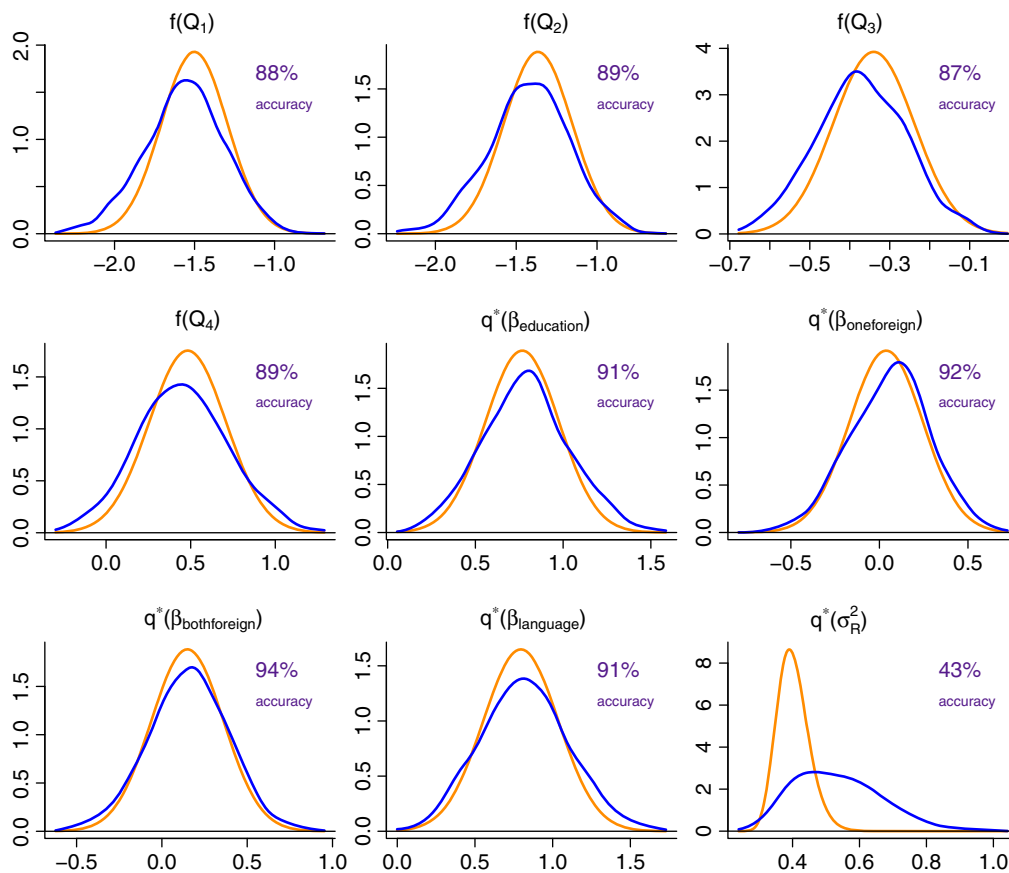 f(Q1)
88%
accuracy
0.0 1.0 2.0
−2.0 −1.5 −1.0
f(Q2)
89%
accuracy
0.0 0.5 1.0 1.5
−2.0 −1.5 −1.0
f(Q3)
87%
accuracy
0 1 2 3 4
−0.7 −0.5 −0.3 −0.1
f(Q4)
89%
accuracy
0.0 0.5 1.0 1.5
0.0 0.5 1.0
q*(βeducation)
91%
accuracy
0.0 0.5 1.0 1.5
0.0 0.5 1.0 1.5
q*(βoneforeign)
92%
accuracy
0.0 0.5 1.0 1.5
−0.5 0.0 0.5
q*(βbothforeign)
94%
accuracy
0.0 0.5 1.0 1.5
−0.5 0.0 0.5 1.0
q*(βlanguage)
91%
accuracy
0.0 0.5 1.0 1.5
0.0 0.5 1.0 1.5
q*(σ²R)
43%
accuracy
0 2 4 6 8
0.4 0.6 0.8 1.0